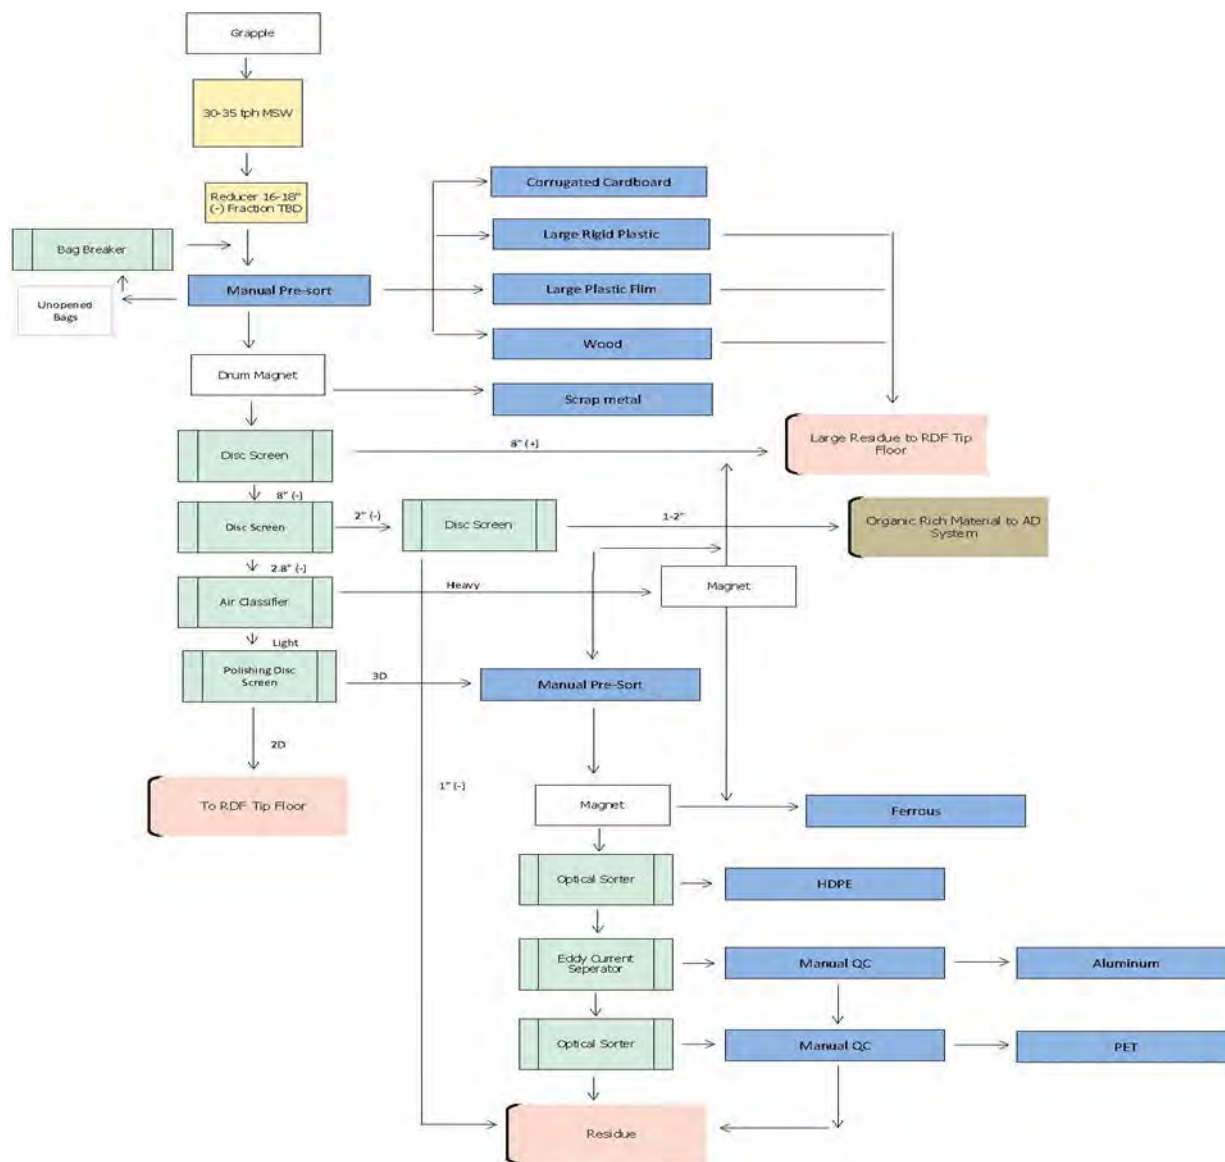 Grapple
30-35 tph MSW
Reducer 16-18"
(-) Fraction TBD
Bag Breaker
Unopened
Bags
Manual Pre-sort
Corrugated Cardboard
Large Rigid Plastic
Large Plastic Flim
Wood
Drum Magnet
Scrap metal
Disc Screen
8" (+)
Large Residue to RDF Tip
Floor
8" (-)
Disc Screen
2" (-)
Disc Screen
1-2"
Organic Rich Material to AD
System
2.8" (-)
Air Classifier
Heavy
Magnet
Light
Polishing Disc
Screen
3D
Manual Pre-Sort
2D
To RDF Tip Floor
1" (-)
Magnet
Ferrous
Optical Sorter
HDPE
Eddy Current
Seperator
Manual QC
Aluminum
Optical Sorter
Manual QC
PET
Residue